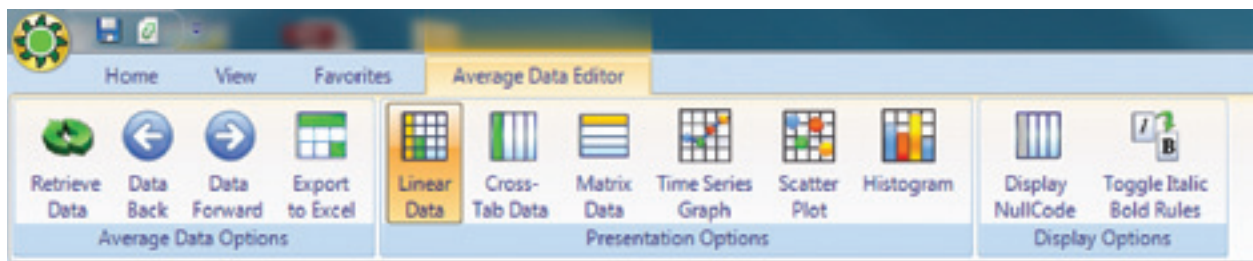 Home View Favorites Average Data Editor
Retrieve Data Data Export Linear Cross- Matrix Time Series Scatter Histogram Display Toggle Italic
Data Back Forward to Excel Data Tab Data Data Graph Plot NullCode Bold Rules
Average Data Options Presentation Options Display Options